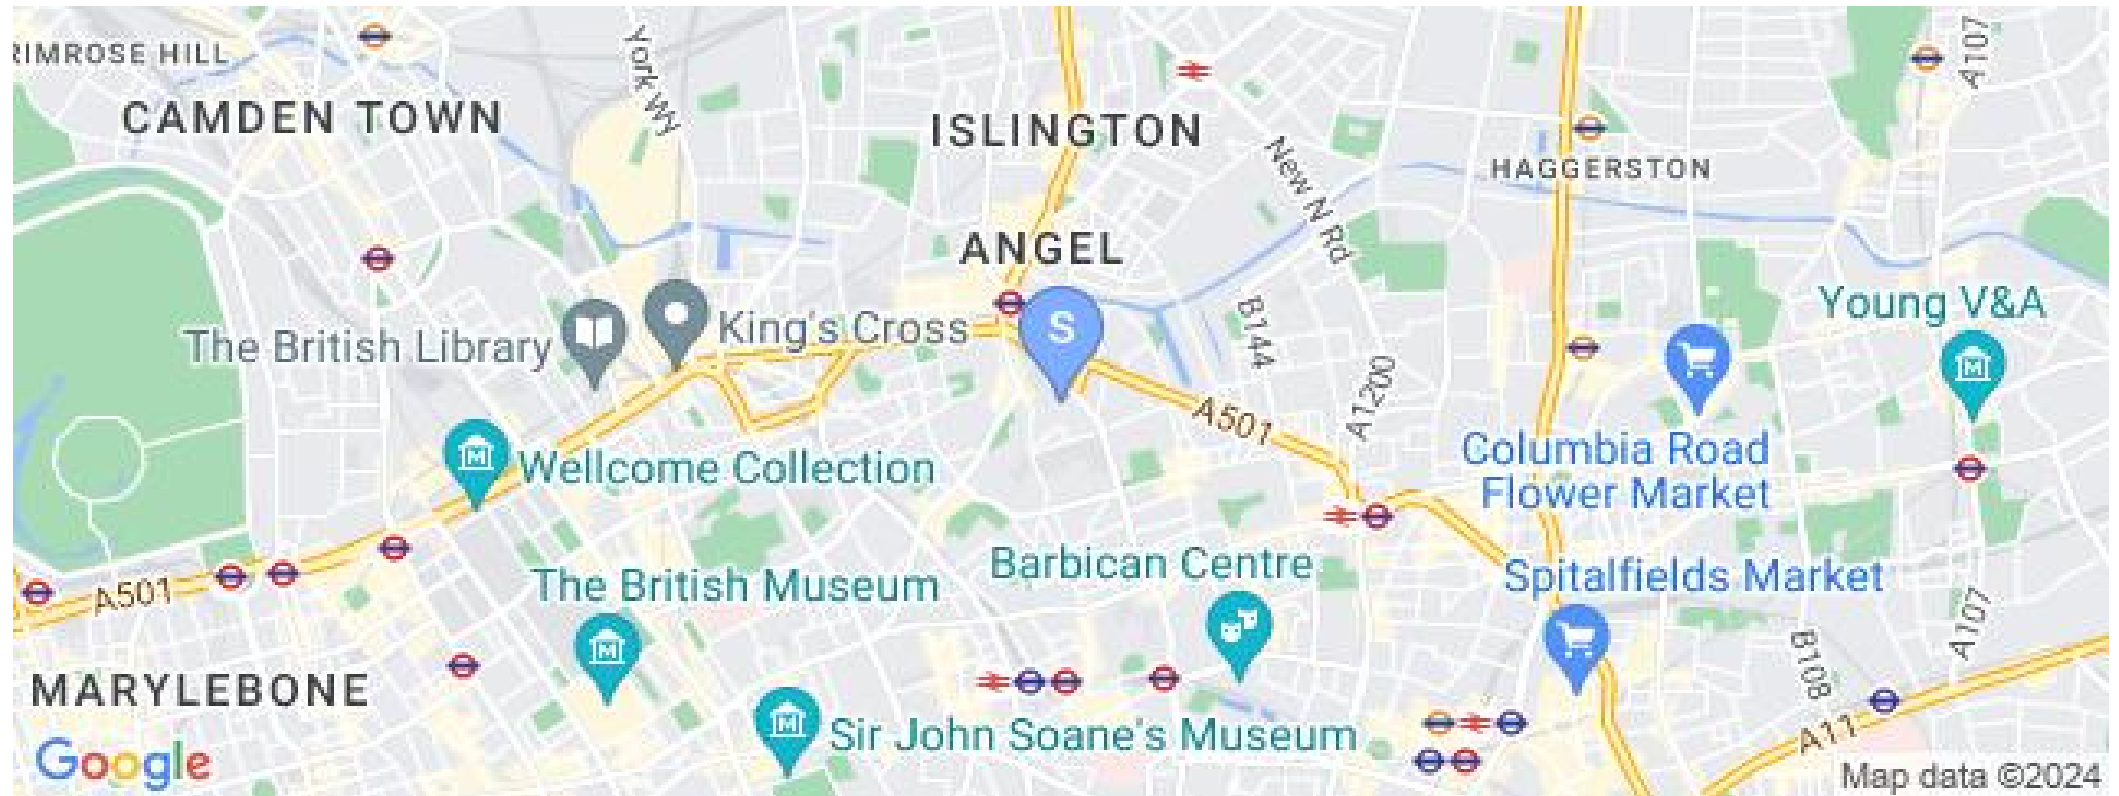 RIMROSE HILL
York Wy
A107
CAMDEN TOWN
ISLINGTON
New N Rd
HAGGERSTON
ANGEL
Young V&A
S
B144
The British Library
King's Cross
A1200
A501
Columbia Road
Flower Market
Wellcome Collection
Barbican Centre
Spitalfields Market
A501
The British Museum
A107
B108
MARYLEBONE
Sir John Soane's Museum
A11
Google
Map data ©2024